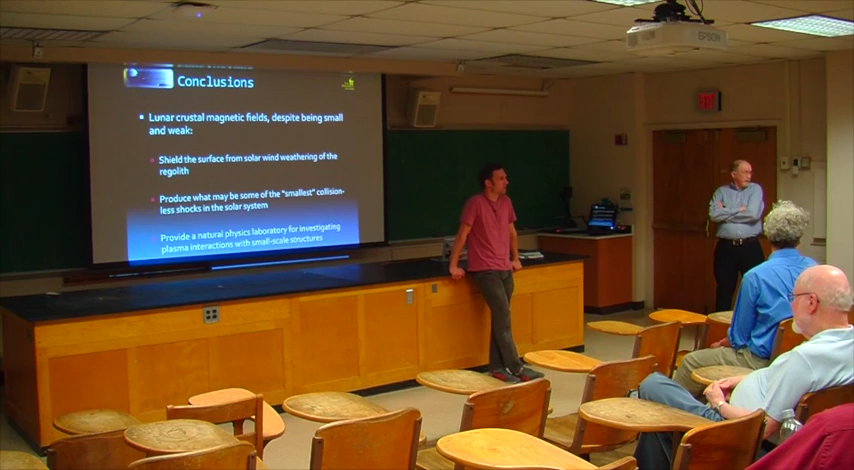 Conclusions
Lunar crustal magnetic fields, despite being small
and weak:
Shield the surface from solar wind weathering of the
regolith
Produce what may be some of the "smallest" collision-
less shocks in the solar system
Provide a natural physics laboratory for investigating
plasma interactions with small-scale structures
EPSON
EXIT